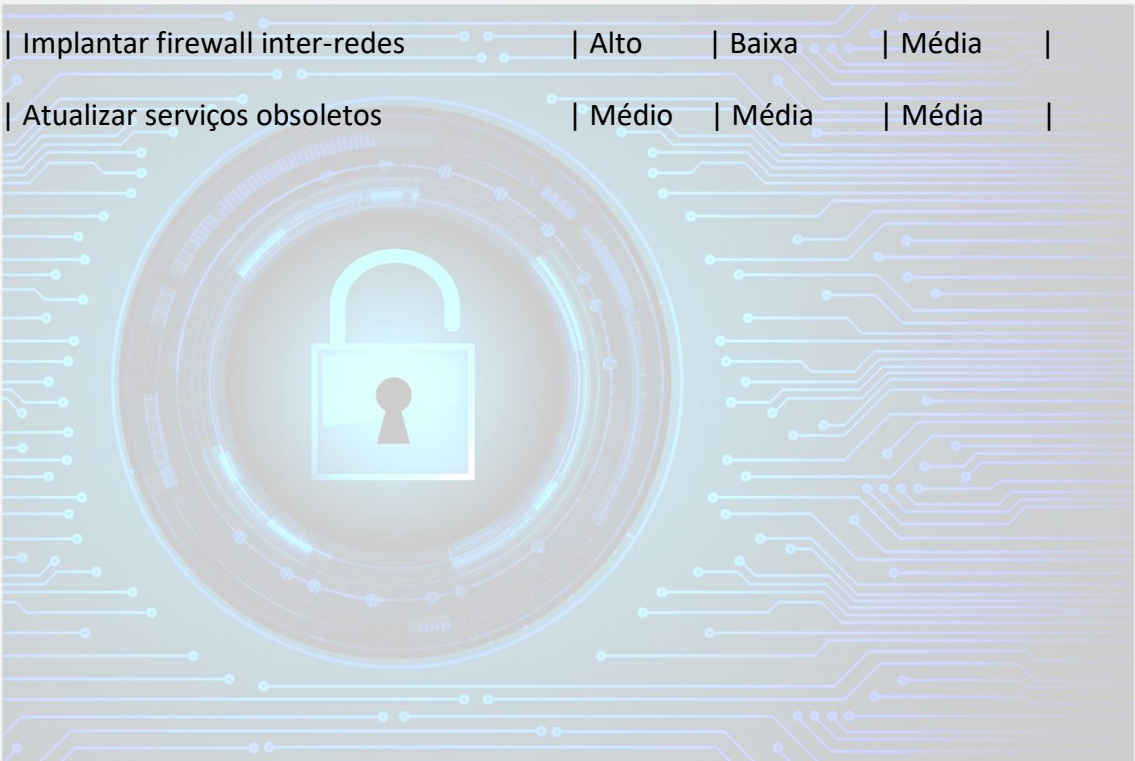 | Implantar firewall inter-redes | Alto | Baixa | Média |
| Atualizar serviços obsoletos | Médio | Média | Média |